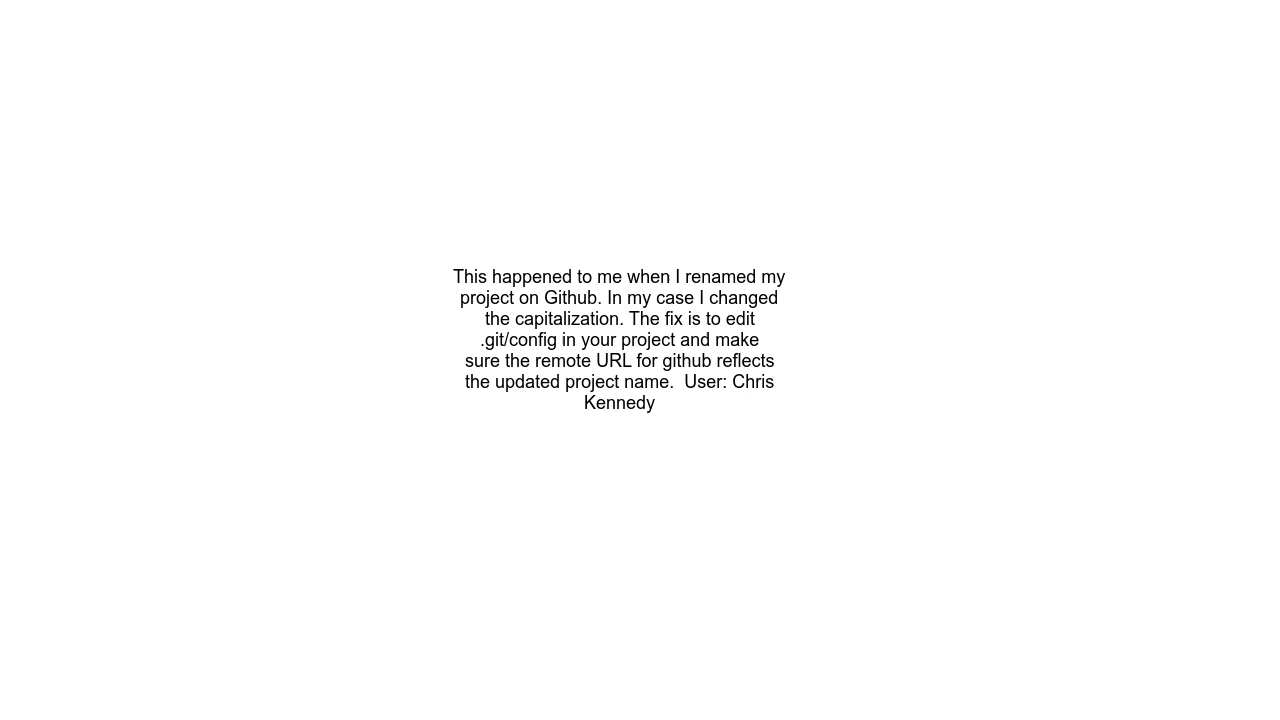 This happened to me when I renamed my
project on Github. In my case I changed
the capitalization. The fix is to edit
.git/config in your project and make
sure the remote URL for github reflects
the updated project name.  User: Chris
Kennedy